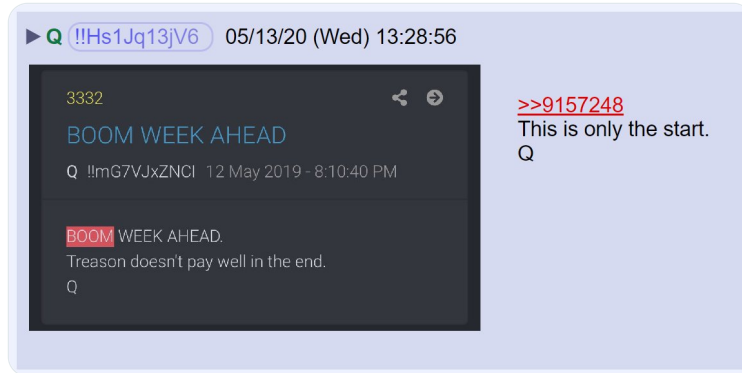 Q !!Hs1Jq13jV6 05/13/20 (Wed) 13:28:56
3332
BOOM WEEK AHEAD
Q !!mG7VJxZNCI 12 May 2019 - 8:10:40 PM
BOOM WEEK AHEAD.
Treason doesn't pay well in the end.
Q
>>9157248
This is only the start.
Q